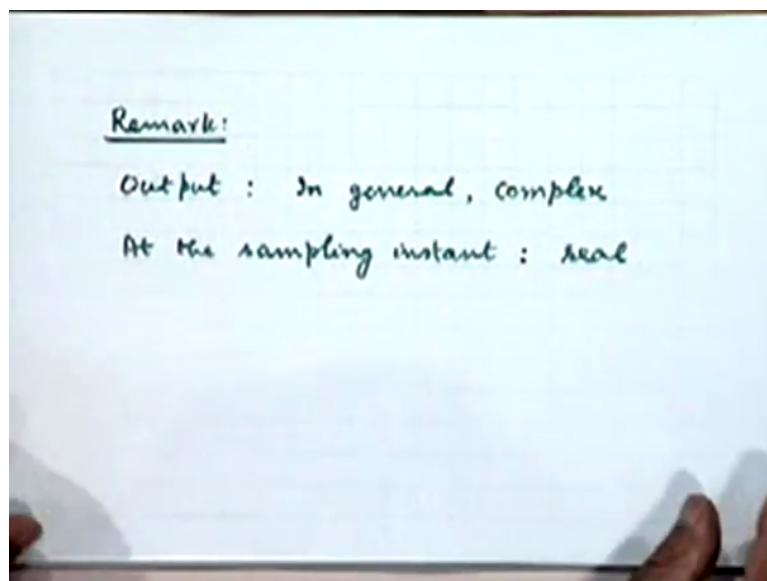 Remark:
Output : In general, complex
At the sampling instant : real